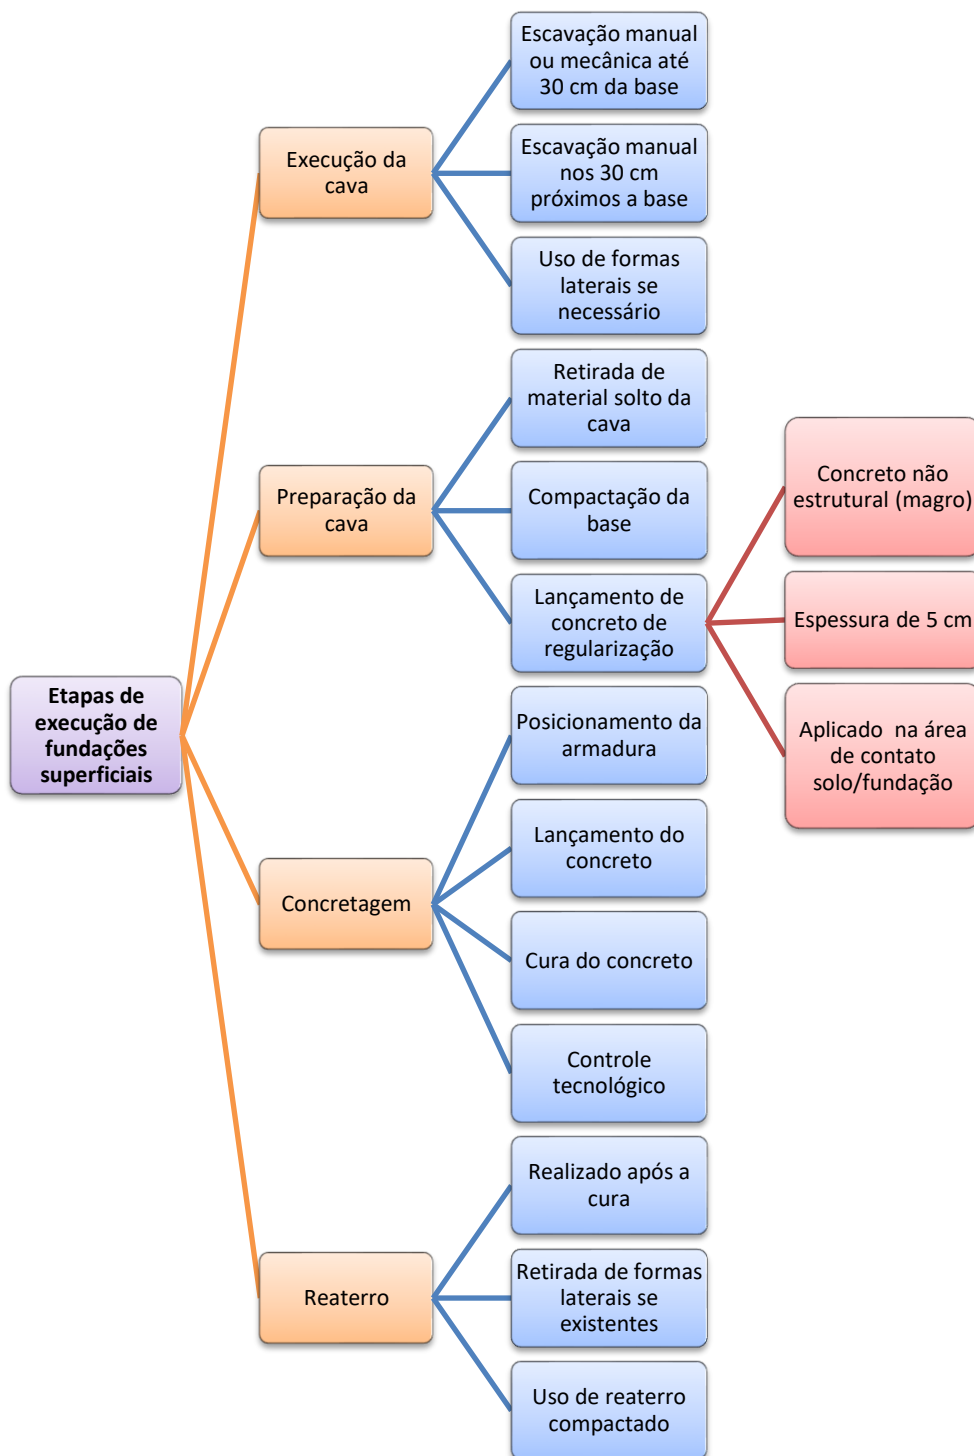 Etapas de
execução de
fundações
superficiais
Execução da
cava
Escavação manual
ou mecânica até
30 cm da base
Escavação manual
nos 30 cm
próximos a base
Uso de formas
laterais se
necessário
Preparação da
cava
Retirada de
material solto da
cava
Compactação da
base
Lançamento de
concreto de
regularização
Concreto não
estrutural (magro)
Espessura de 5 cm
Aplicado na área
de contato
solo/fundação
Concretagem
Posicionamento da
armadura
Lançamento do
concreto
Cura do concreto
Controle
tecnológico
Reaterro
Realizado após a
cura
Retirada de formas
laterais se
existentes
Uso de reaterro
compactado